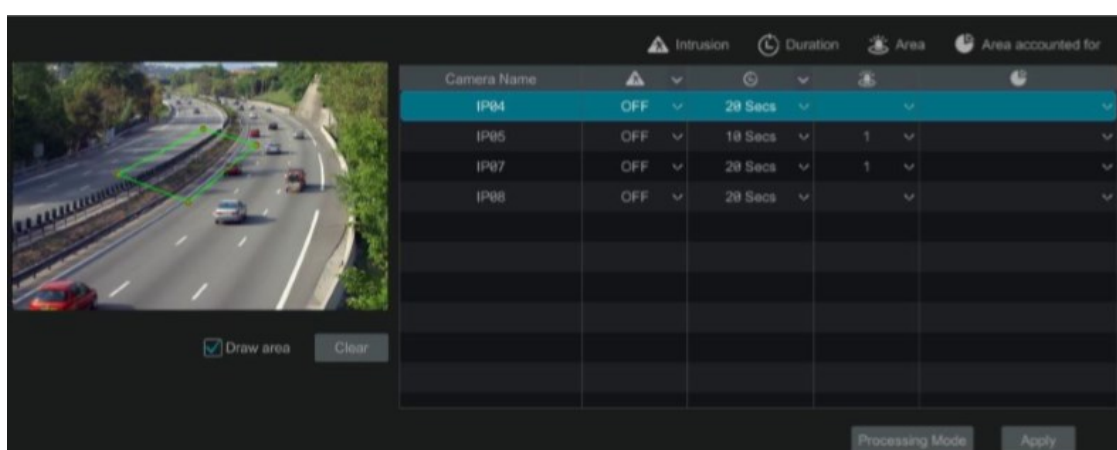 Intrusion Duration Area Area accounted for
Camera Name
IP04 OFF 20 Secs
IP05 OFF 10 Secs 1
IP07 OFF 20 Secs 1
IP08 OFF 20 Secs
Draw area Clear
Processing Mode Apply